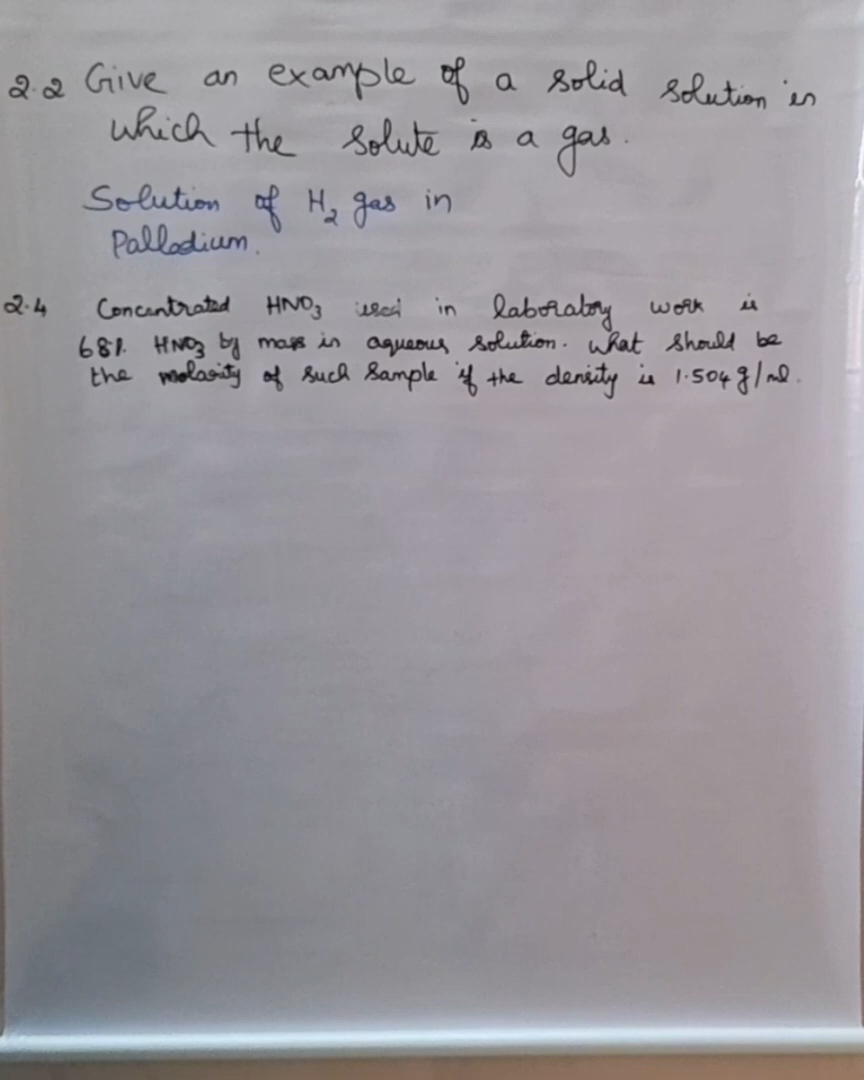 2.2 Give an example of a solid solution in
which the solute is a gas.
Solution of H₂ gas in
Palladium.
2.4 Concentrated HNO₃ used in laboratory work is
68% HNO₃ by mass in aqueous solution. What should be
the molarity of such sample if the density is 1.504 g/ml.